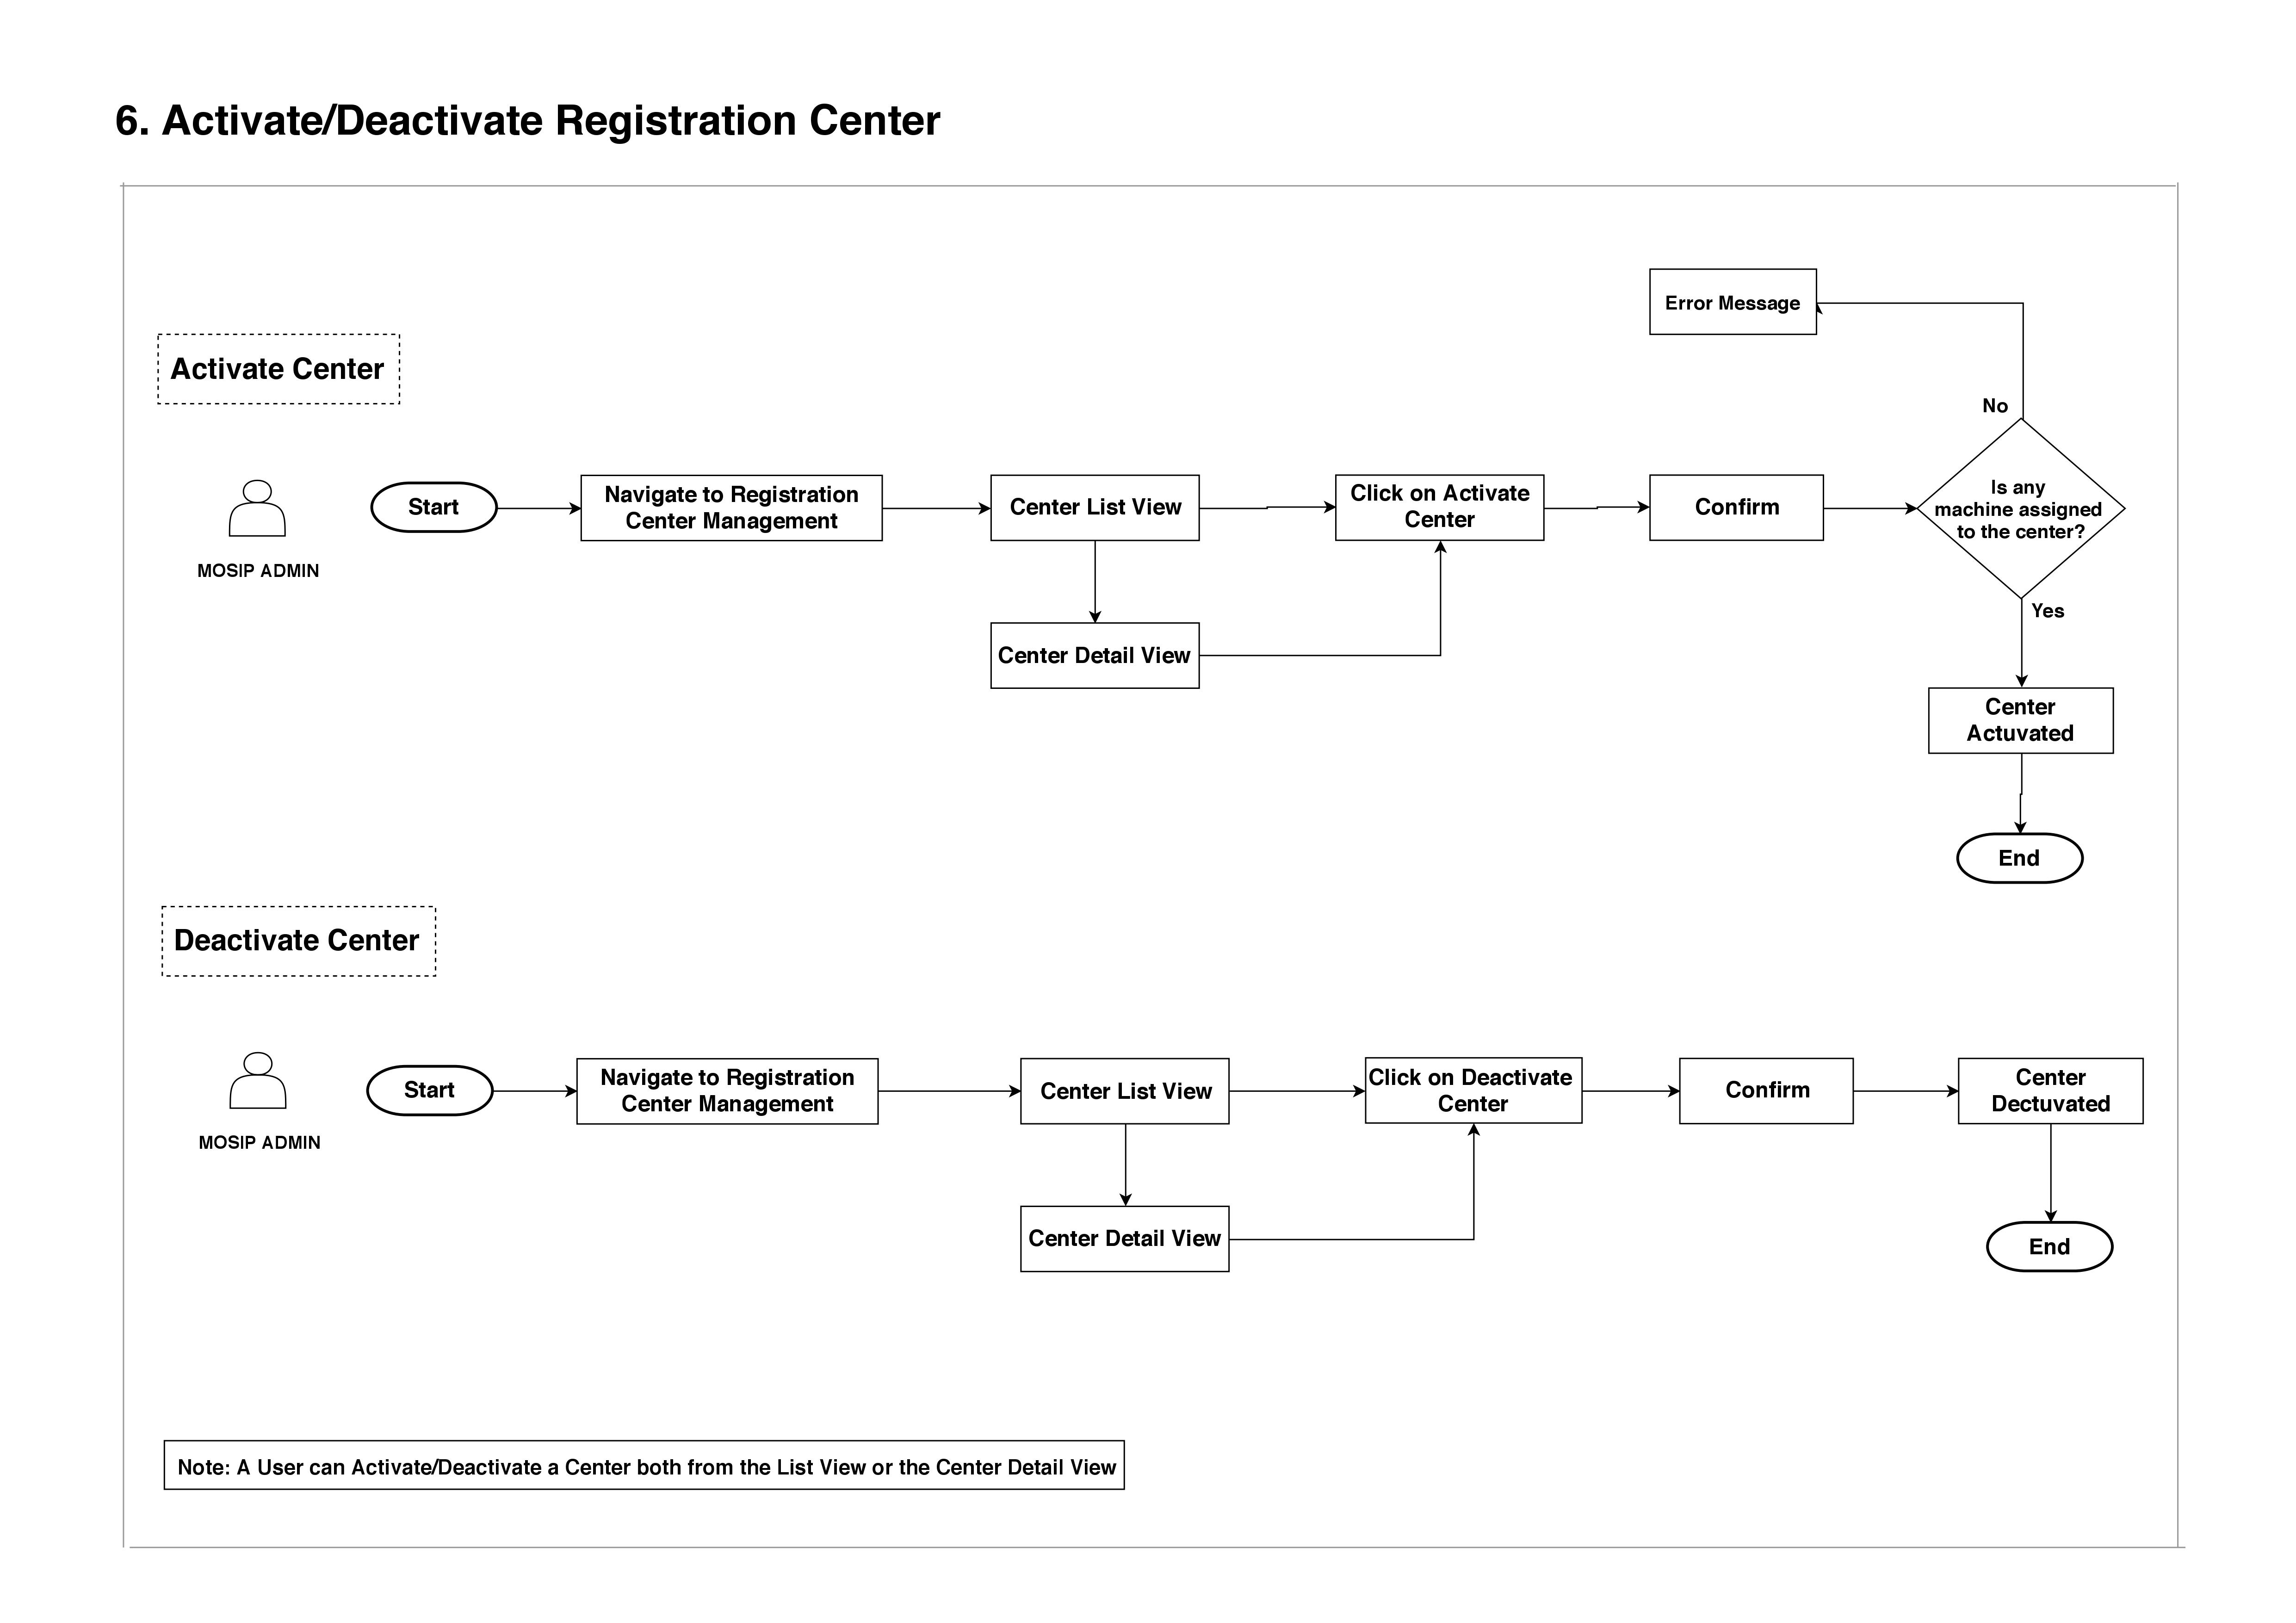 6. Activate/Deactivate Registration Center
Error Message
Activate Center
No
MOSIP ADMIN
Start
Navigate to Registration
Center Management
Center List View
Click on Activate
Center
Confirm
Is any
machine assigned
to the center?
Yes
Center Detail View
Center
Actuvated
End
Deactivate Center
MOSIP ADMIN
Start
Navigate to Registration
Center Management
Center List View
Click on Deactivate
Center
Confirm
Center
Dectuvated
Center Detail View
End
Note: A User can Activate/Deactivate a Center both from the List View or the Center Detail View